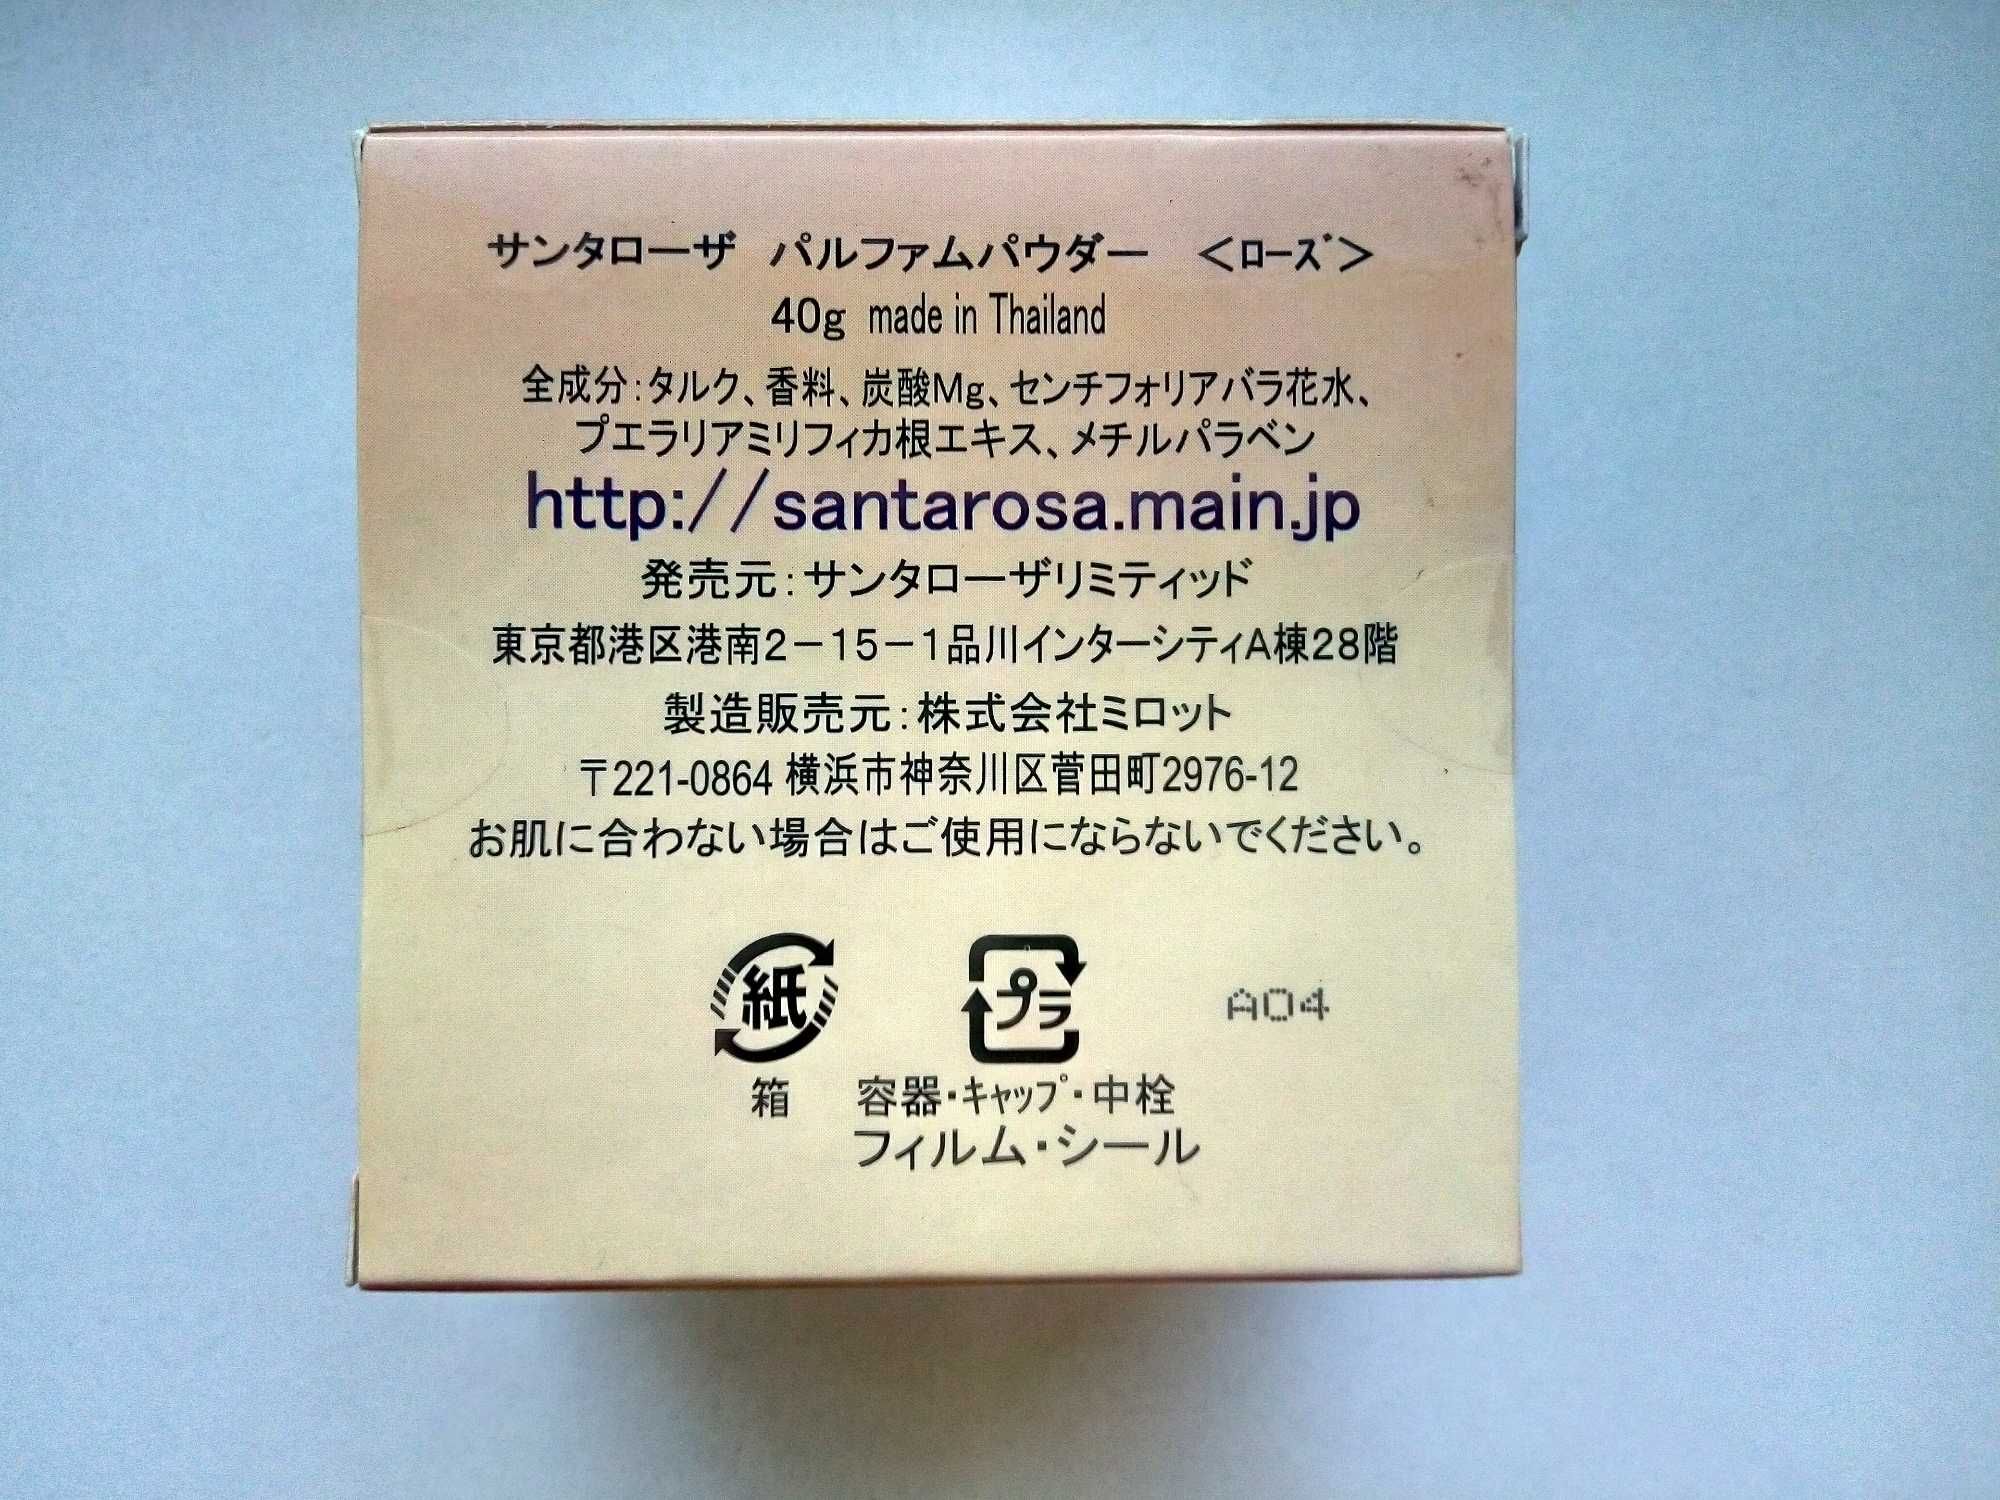 サンタローザ　パルファムパウダー　＜ﾛｰｽﾞ＞
40g made in Thailand
全成分：タルク、香料、炭酸Mg、センチフォリアバラ花水、
プエラリアミリフィカ根エキス、メチルパラベン
http://santarosa.main.jp
発売元：サンタローザリミティッド
東京都港区港南2－15－1品川インターシティA棟28階
製造販売元：株式会社ミロット
〒221-0864 横浜市神奈川区菅田町2976-12
お肌に合わない場合はご使用にならないでください。
紙 プラ A04
箱 容器・ｷｬｯﾌﾟ・中栓
フィルム・シール